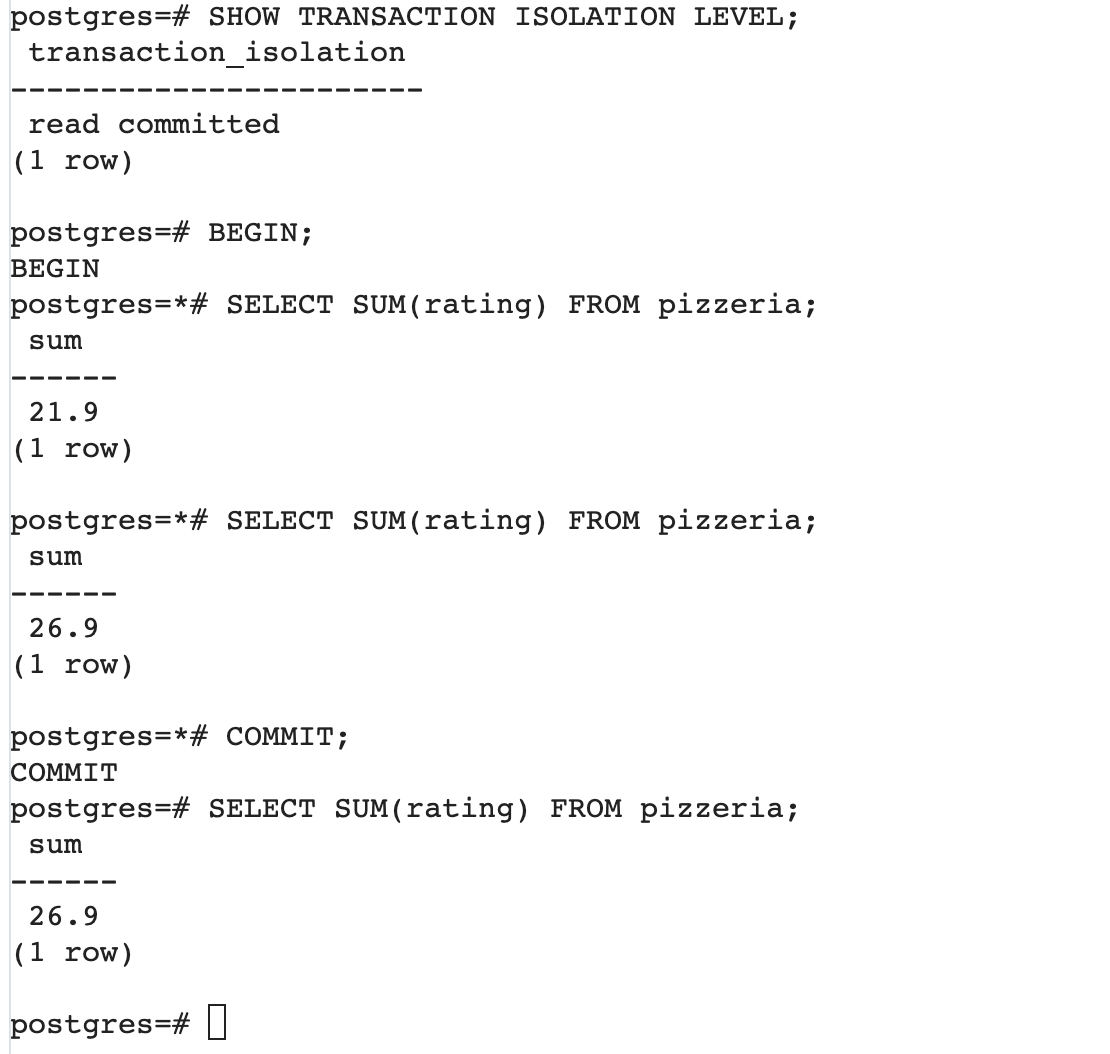 postgres=# SHOW TRANSACTION ISOLATION LEVEL;
 transaction_isolation
-----------------------
 read committed
(1 row)

postgres=# BEGIN;
BEGIN
postgres=*# SELECT SUM(rating) FROM pizzeria;
 sum
------
 21.9
(1 row)

postgres=*# SELECT SUM(rating) FROM pizzeria;
 sum
------
 26.9
(1 row)

postgres=*# COMMIT;
COMMIT
postgres=# SELECT SUM(rating) FROM pizzeria;
 sum
------
 26.9
(1 row)

postgres=#